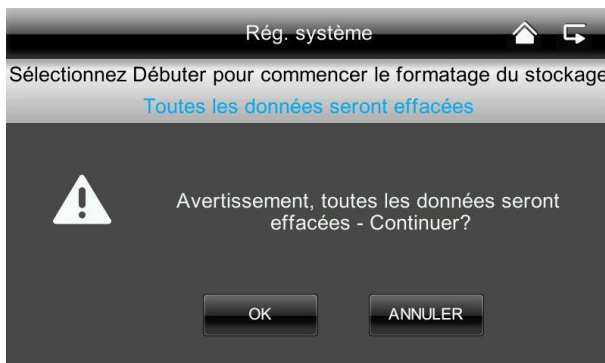 Rég. système
Sélectionnez Débuter pour commencer le formatage du stockage
Toutes les données seront effacées
Avertissement, toutes les données seront
effacées - Continuer?
OK
ANNULER